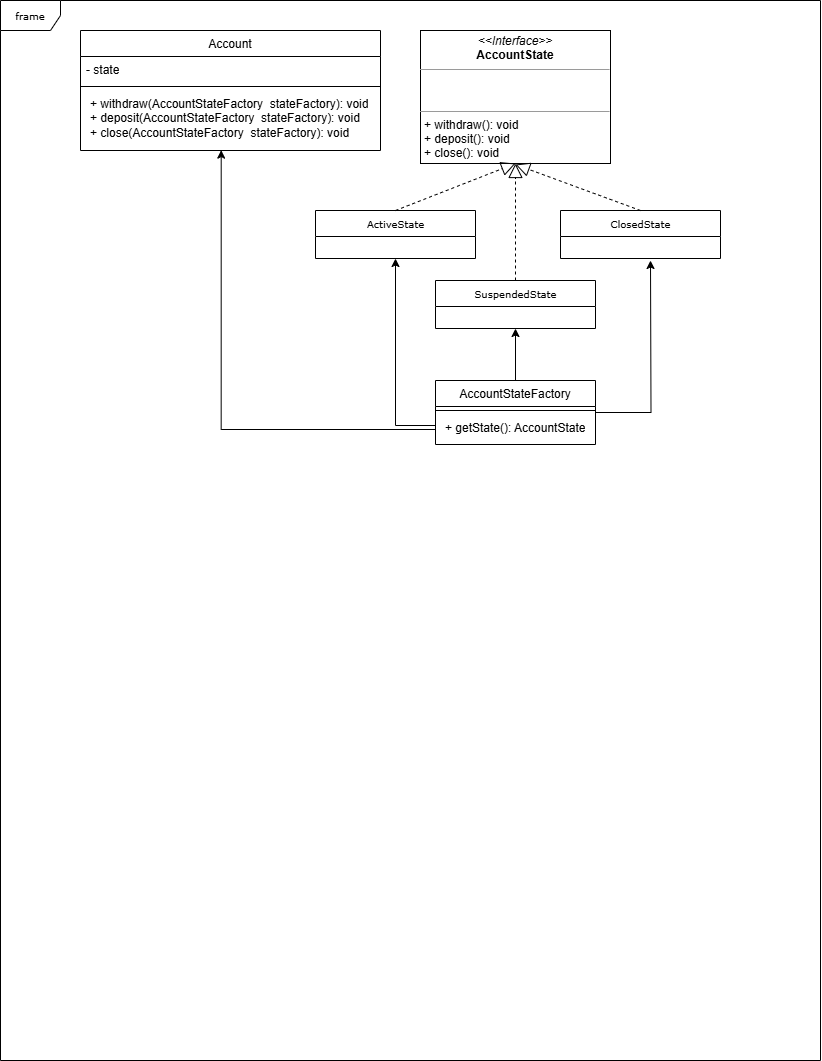 frame
Account
- state
+ withdraw(AccountStateFactory stateFactory): void
+ deposit(AccountStateFactory stateFactory): void
+ close(AccountStateFactory stateFactory): void
<<Interface>>
AccountState
+ withdraw(): void
+ deposit(): void
+ close(): void
ActiveState
ClosedState
SuspendedState
AccountStateFactory
+ getState(): AccountState